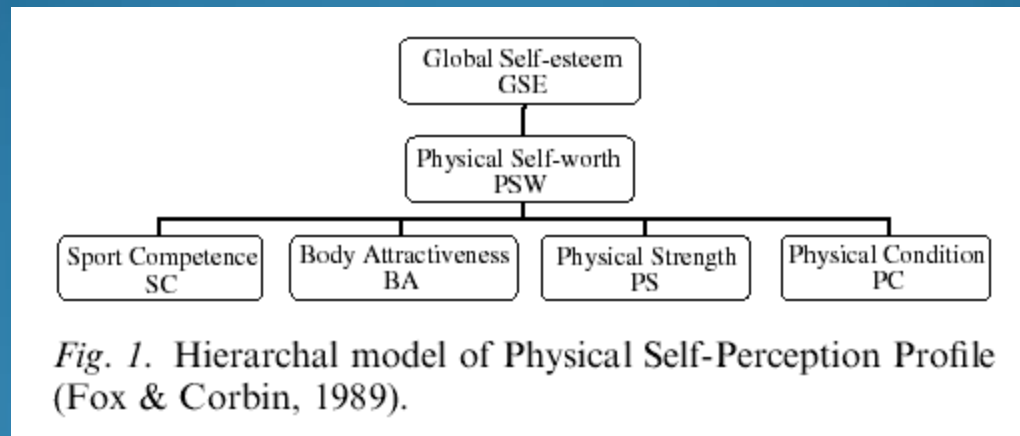 Global Self-esteem
GSE
Physical Self-worth
PSW
Sport Competence
SC
Body Attractiveness
BA
Physical Strength
PS
Physical Condition
PC
Fig. 1. Hierarchal model of Physical Self-Perception Profile
(Fox & Corbin, 1989).